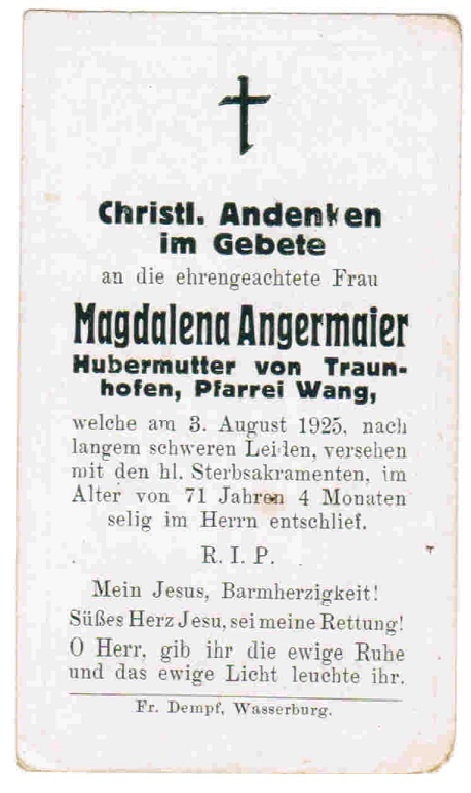 Christl. Andenken
im Gebete
an die ehrengeachtete Frau
Magdalena Angermaier
Hubermutter von Traun-
hofen, Pfarrei Wang,
welche am 3. August 1925, nach
langem schweren Leiden, versehen
mit den hl. Sterbsakramenten, im
Alter von 71 Jahren 4 Monaten
selig im Herrn entschlief.
R. I. P.
Mein Jesus, Barmherzigkeit!
Süßes Herz Jesu, sei meine Rettung!
O Herr, gib ihr die ewige Ruhe
und das ewige Licht leuchte ihr.
Fr. Dempf, Wasserburg.